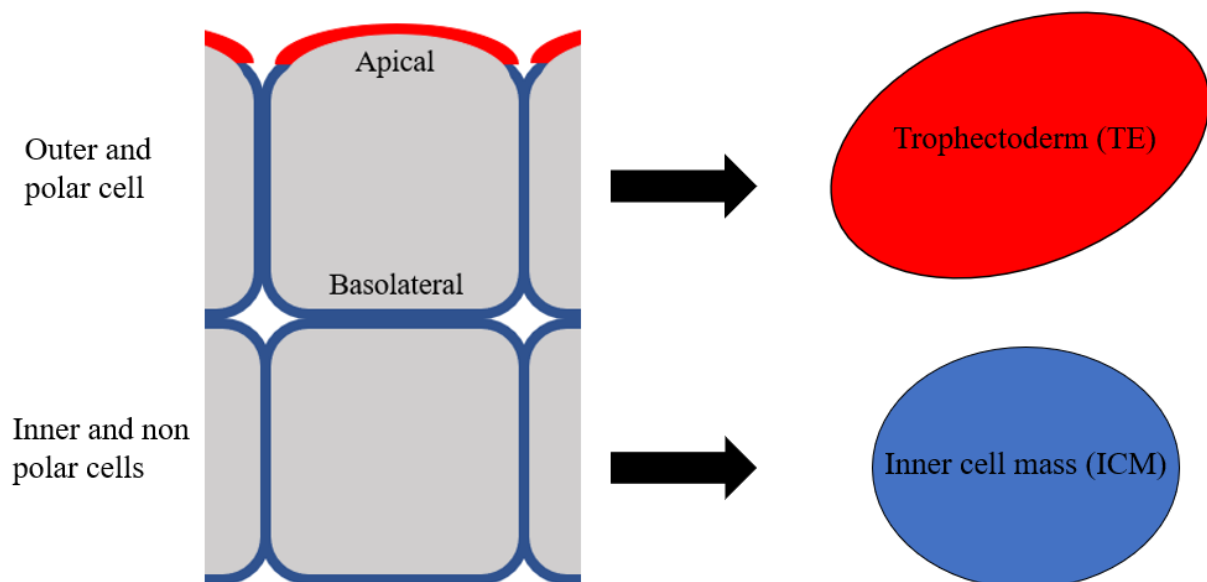 Apical
Trophectoderm (TE)
Outer and
polar cell
Basolateral
Inner and non
polar cells
Inner cell mass (ICM)